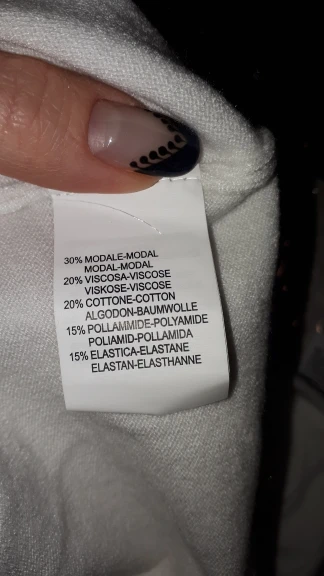 30% MODALE-MODAL
MODAL-MODAL
20% VISCOSA-VISCOSE
VISKOSE-VISCOSE
20% COTTONE-COTTON
ALGODON-BAUMWOLLE
15% POLLAMMIDE-POLYAMIDE
POLIAMID-POLLAMIDA
15% ELASTICA-ELASTANE
ELASTAN-ELASTHANNE